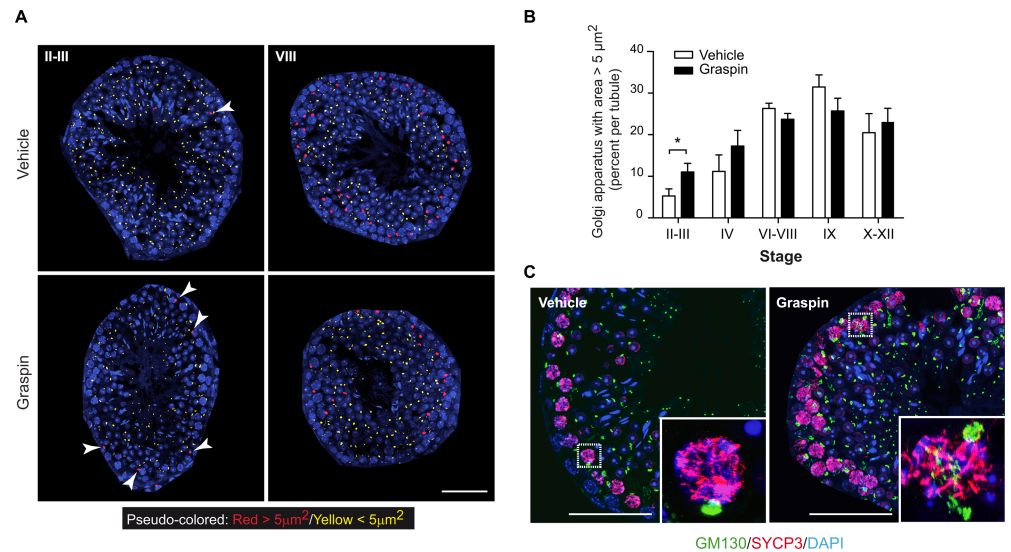 A
II-III
VIII
Vehicle
Graspin
Pseudo-colored: Red > 5μm²/Yellow < 5μm²
B
Golgi apparatus with area > 5 μm²
(percent per tubule)
40
30
20
10
0
Vehicle
Graspin
*
II-III IV VI-VIII IX X-XII
Stage
C
Vehicle
Graspin
GM130/SYCP3/DAPI